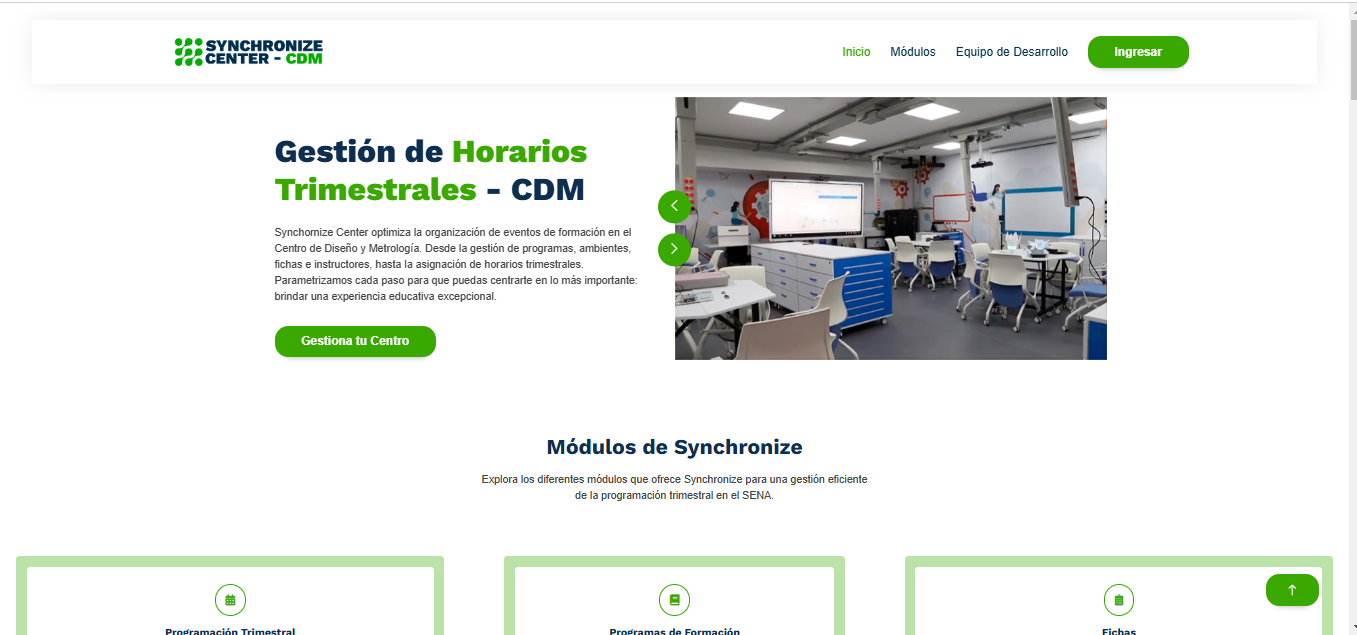 SYNCHRONIZE
CENTER - CDM
Inicio
Módulos
Equipo de Desarrollo
Ingresar
Gestión de Horarios
Trimestrales - CDM
Synchornize Center optimiza la organización de eventos de formación en el
Centro de Diseño y Metrología. Desde la gestión de programas, ambientes,
fichas e instructores, hasta la asignación de horarios trimestrales.
Parametrizamos cada paso para que puedas centrarte en lo más importante:
brindar una experiencia educativa excepcional.
Gestiona tu Centro
Módulos de Synchronize
Explora los diferentes módulos que ofrece Synchronize para una gestión eficiente
de la programación trimestral en el SENA.
Programación Trimestral
Programas de Formación
Fichas